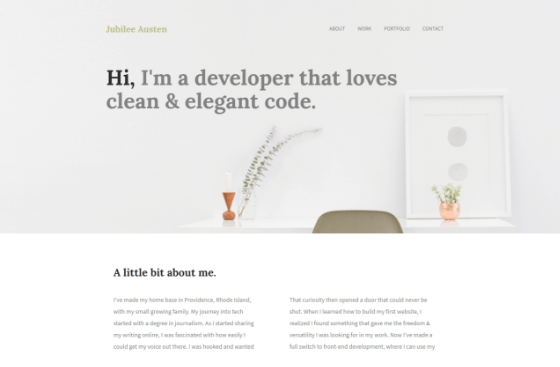 Jubilee Austen
ABOUT WORK PORTFOLIO CONTACT
Hi, I'm a developer that loves
clean & elegant code.
A little bit about me.
I've made my home base in Providence, Rhode Island,
with my small growing family. My journey into tech
started with a degree in journalism. As I started sharing
my writing online, I was fascinated with how easily I
could get my voice out there. I was hooked and wanted
That curiosity then opened a door that could never be
shut. When I learned how to build my first website, I
realized I found something that gave me the freedom &
versatility I was looking for in my work. Now I've made a
full switch to front-end development, where I can use my